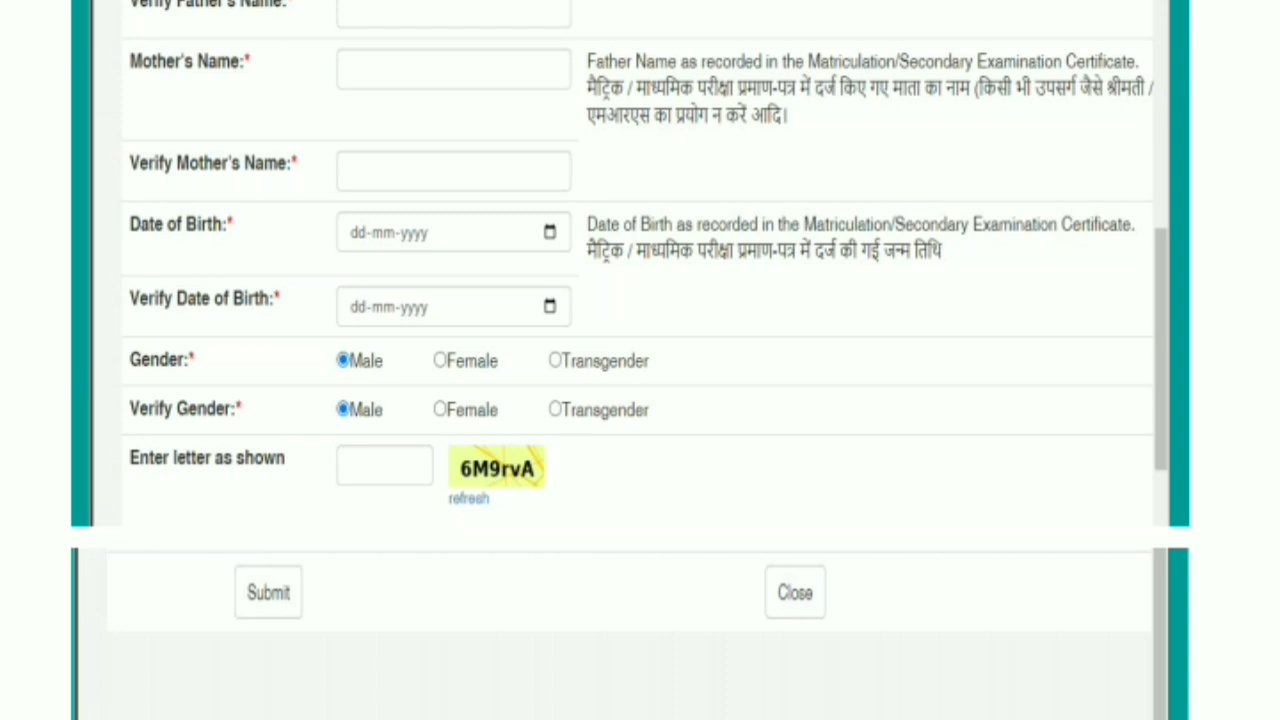 Verify Father's Name:*
Mother's Name:*
Father Name as recorded in the Matriculation/Secondary Examination Certificate.
मैट्रिक / माध्यमिक परीक्षा प्रमाण-पत्र में दर्ज किए गए माता का नाम (किसी भी उपसर्ग जैसे श्रीमती /
एमआरएस का प्रयोग न करें आदि।
Verify Mother's Name:*
Date of Birth:*
dd-mm-yyyy
Date of Birth as recorded in the Matriculation/Secondary Examination Certificate.
मैट्रिक / माध्यमिक परीक्षा प्रमाण-पत्र में दर्ज की गई जन्म तिथि
Verify Date of Birth:*
dd-mm-yyyy
Gender:* Male Female Transgender
Verify Gender:* Male Female Transgender
Enter letter as shown
6M9rvA
refresh
Submit Close